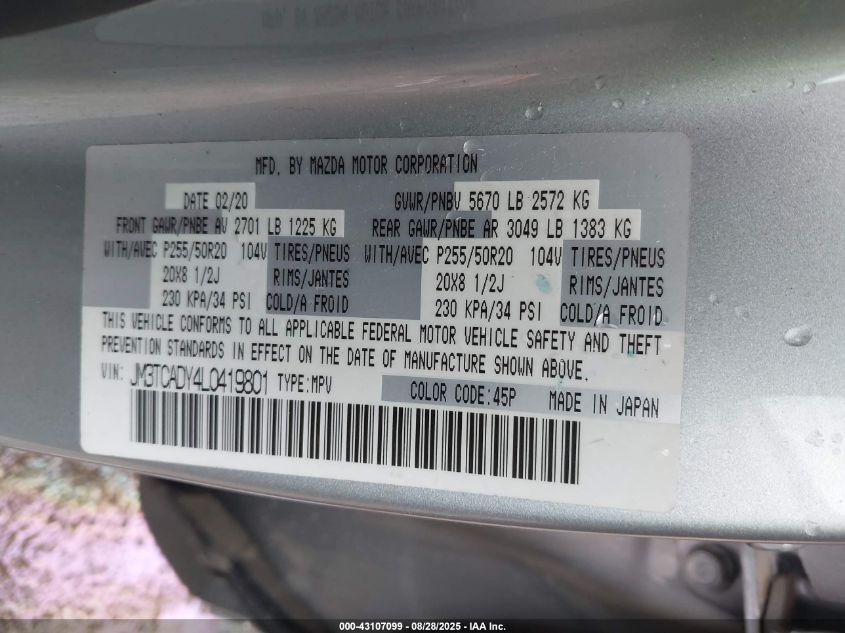 MFD. BY MAZDA MOTOR CORPORATION
DATE 02/20 GVWR/PNBV 5670 LB 2572 KG
FRONT GAWR/PNBE AV 2701 LB 1225 KG REAR GAWR/PNBE AR 3049 LB 1383 KG
WITH/AVEC P255/50R20 104V TIRES/PNEUS WITH/AVEC P255/50R20 104V TIRES/PNEUS
20X8 1/2J RIMS/JANTES 20X8 1/2J RIMS/JANTES
230 KPA/34 PSI COLD/A FROID 230 KPA/34 PSI COLD/A FROID
THIS VEHICLE CONFORMS TO ALL APPLICABLE FEDERAL MOTOR VEHICLE SAFETY AND THEFT
PREVENTION STANDARDS IN EFFECT ON THE DATE OF MANUFACTURE SHOWN ABOVE.
VIN: JM3TCADY4L0419801 TYPE:MPV COLOR CODE:45P MADE IN JAPAN
000-43107099 - 08/28/2025 - IAA Inc.